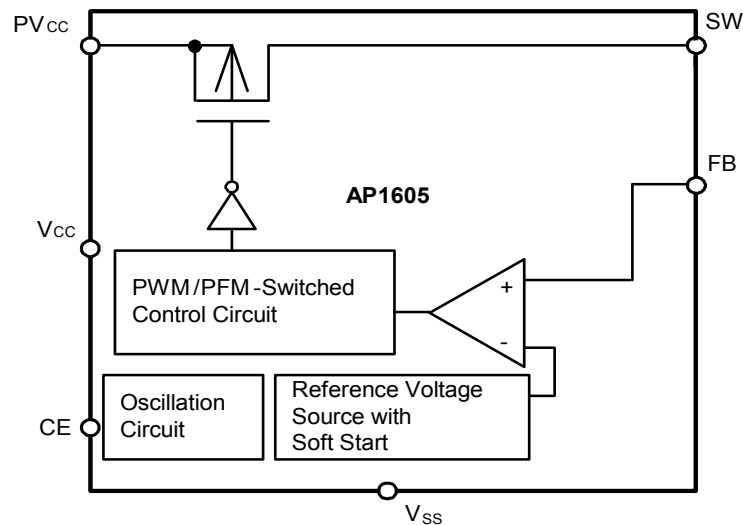 PVCC
SW
FB
AP1605
VCC
PWM/PFM-Switched
Control Circuit
+
-
Oscillation
Circuit
Reference Voltage
Source with
Soft Start
CE
VSS